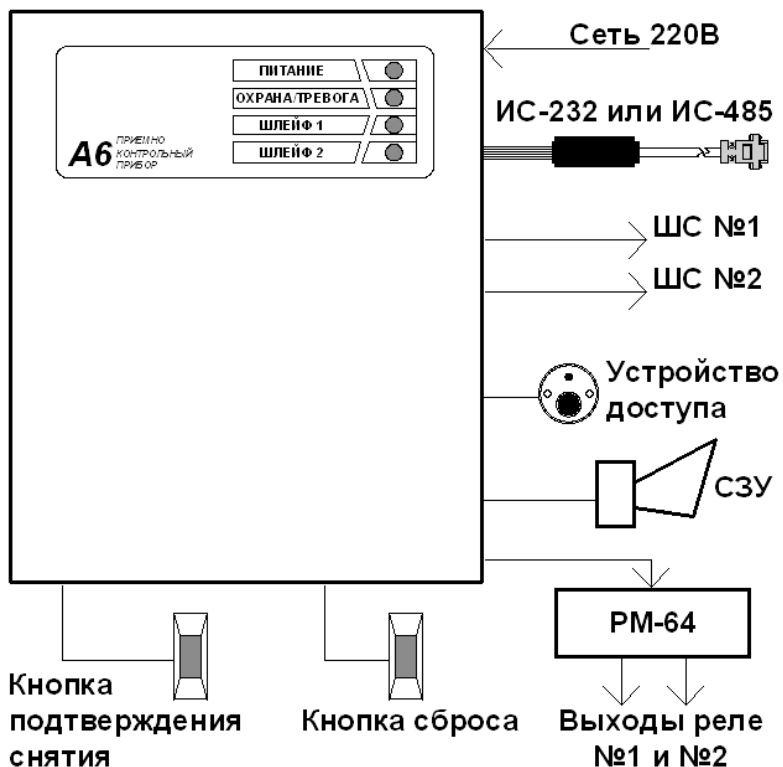 Сеть 220В
ПИТАНИЕ
ОХРАНА/ТРЕВОГА
ШЛЕЙФ 1
ШЛЕЙФ 2
А6 ПРИЕМНО
КОНТРОЛЬНЫЙ
ПРИБОР
ИС-232 или ИС-485
ШС №1
ШС №2
Устройство
доступа
СЗУ
РМ-64
Кнопка
подтверждения
снятия
Кнопка сброса
Выходы реле
№1 и №2